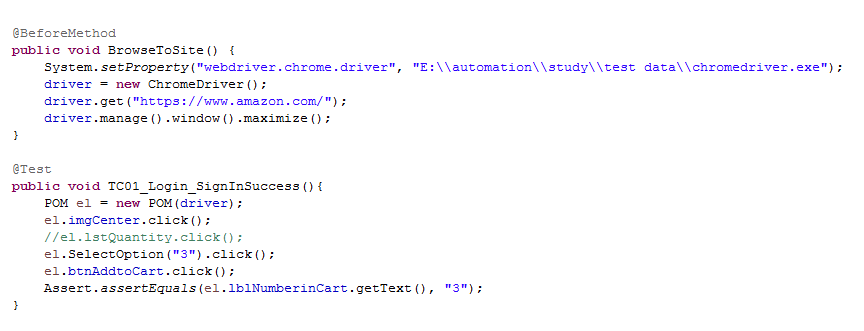 @BeforeMethod
public void BrowseToSite() {
    System.setProperty("webdriver.chrome.driver", "E:\\automation\\study\\test data\\chromedriver.exe");
    driver = new ChromeDriver();
    driver.get("https://www.amazon.com/");
    driver.manage().window().maximize();
}

@Test
public void TC01_Login_SignInSuccess(){
    POM el = new POM(driver);
    el.imgCenter.click();
    //el.lstQuantity.click();
    el.SelectOption("3").click();
    el.btnAddtoCart.click();
    Assert.assertEquals(el.lblNumberinCart.getText(), "3");
}